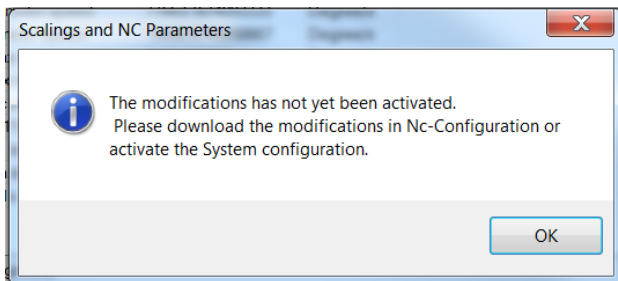 Scalings and NC Parameters
The modifications has not yet been activated.
Please download the modifications in Nc-Configuration or
activate the System configuration.
OK